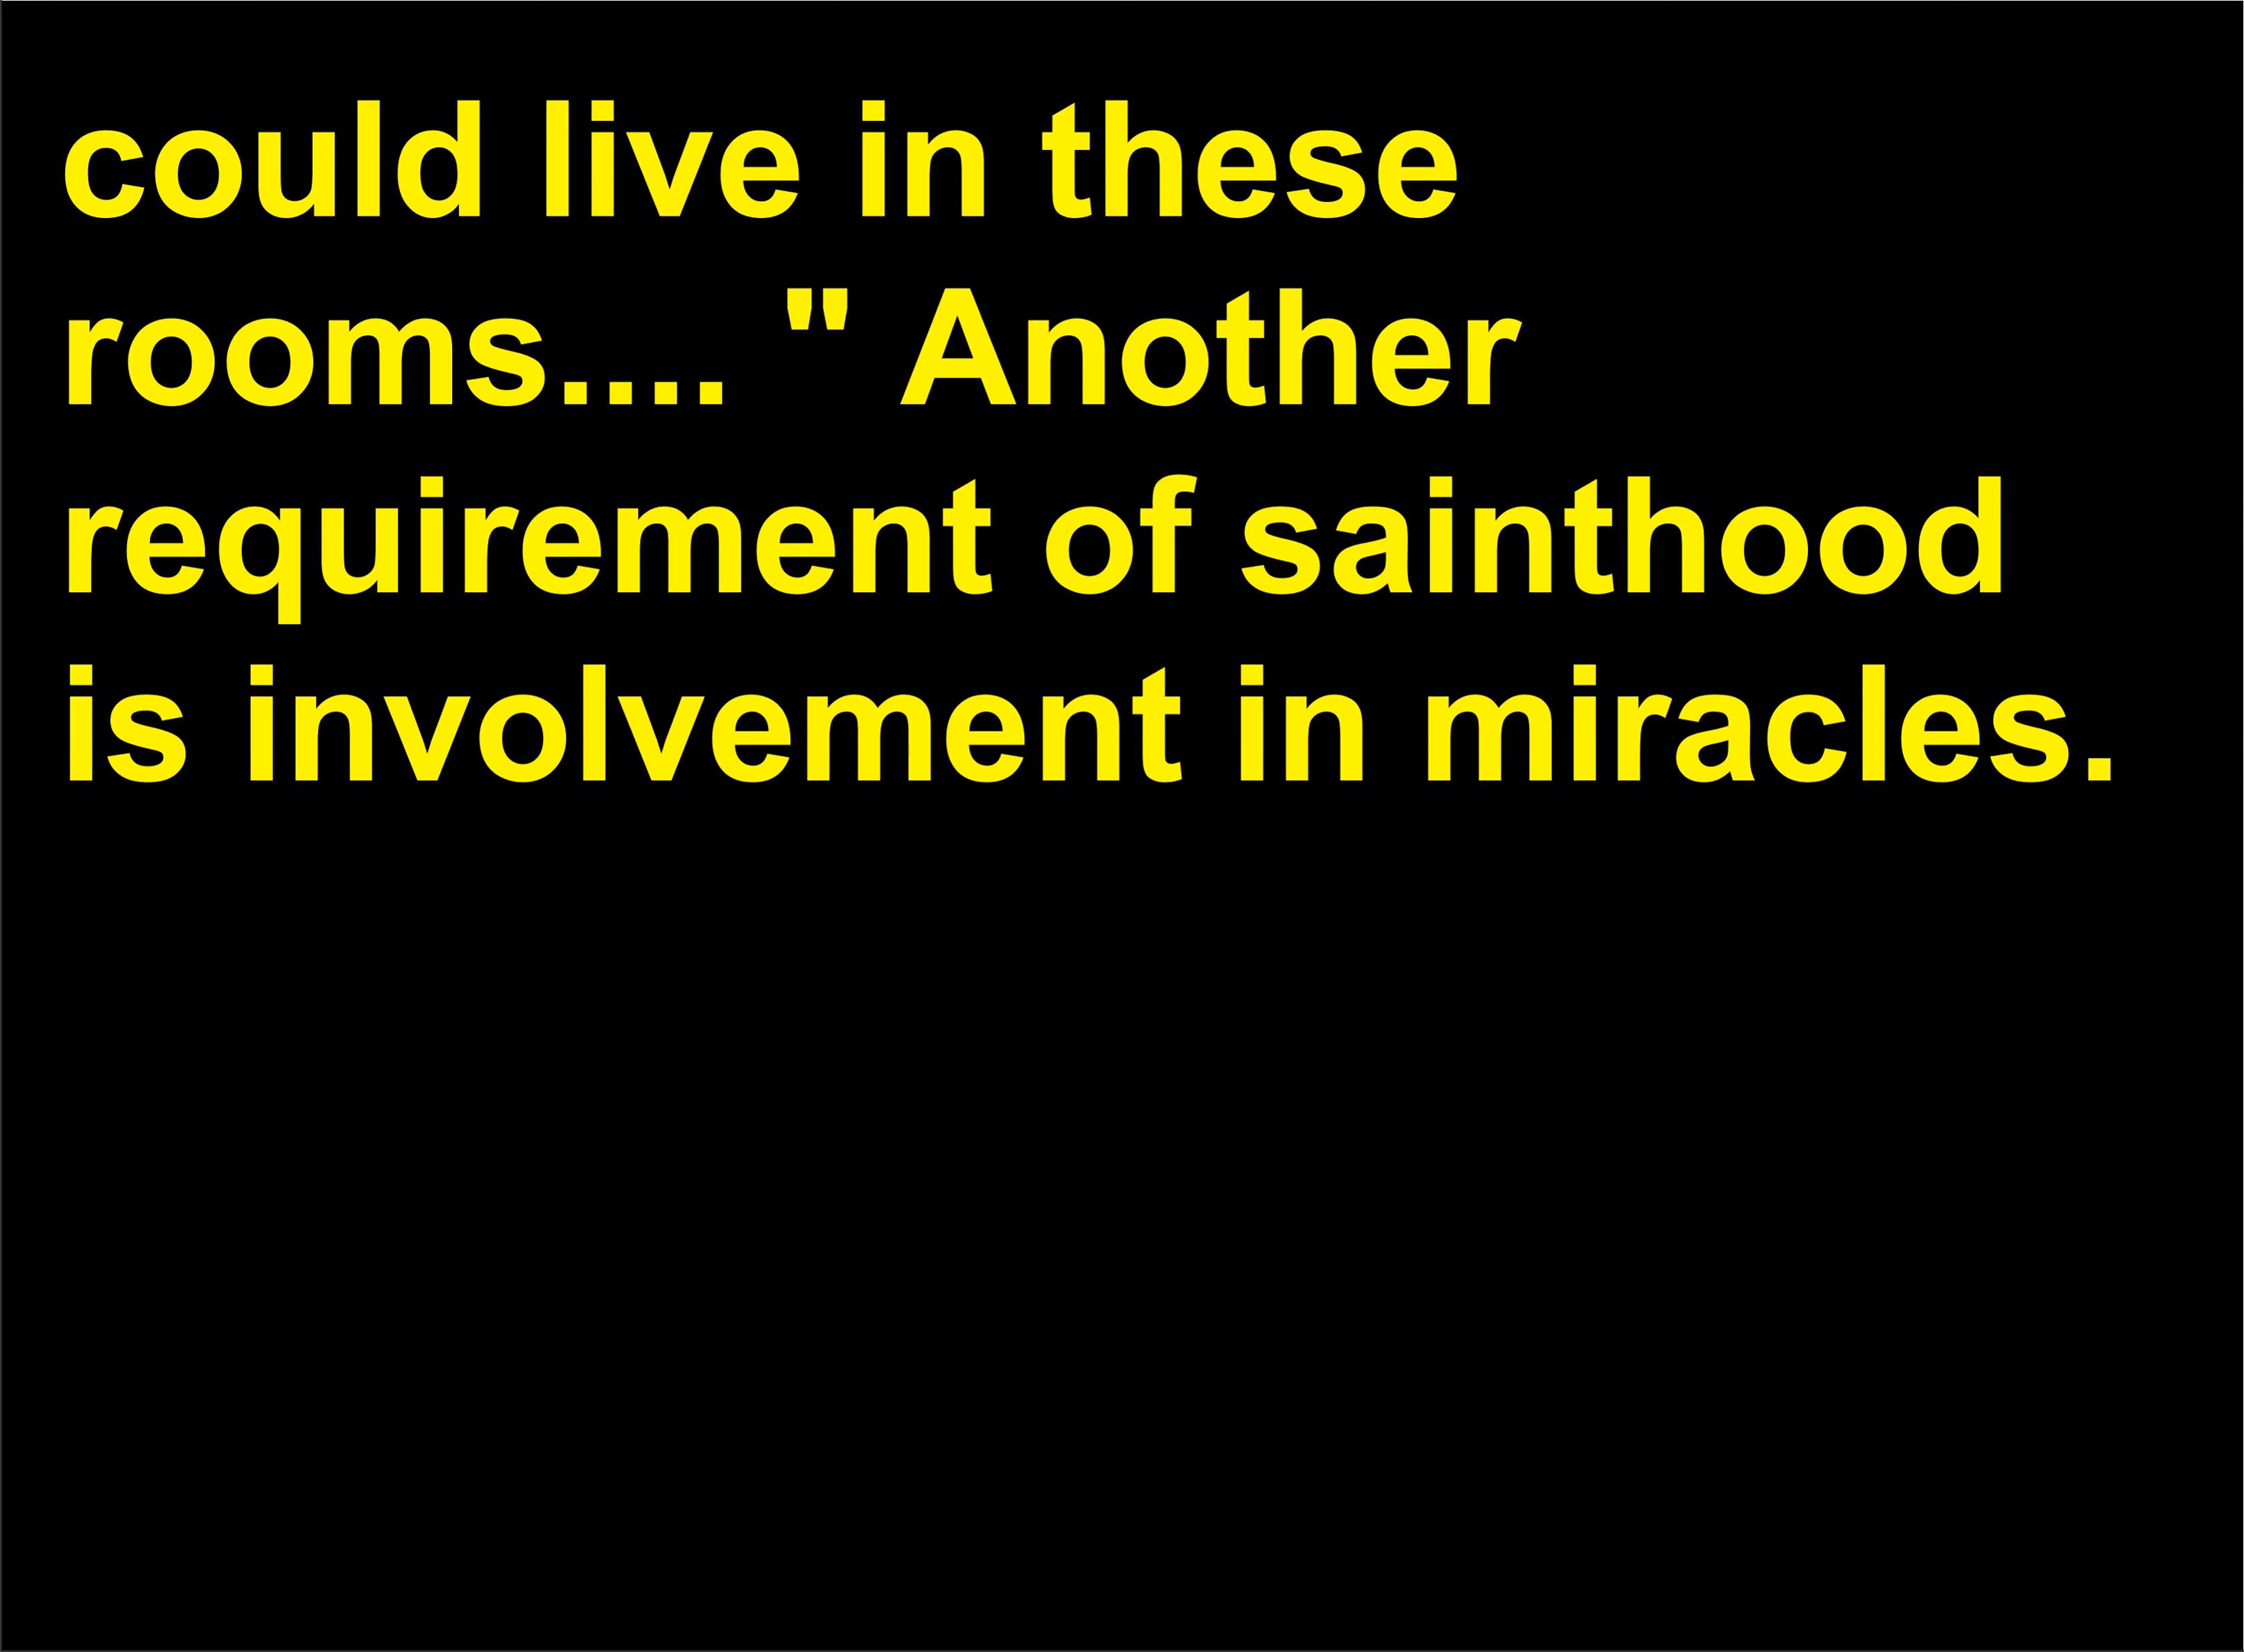 could live in these
rooms.... " Another
requirement of sainthood
is involvement in miracles.